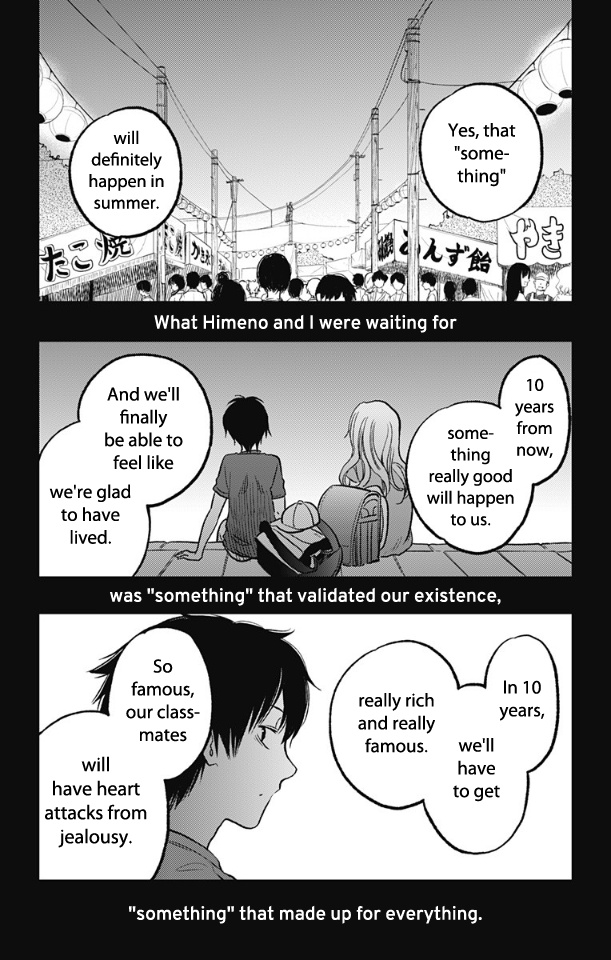 Yes, that
"some-
thing"
will
definitely
happen in
summer.
やき
あんず飴
たこ焼
What Himeno and I were waiting for
10
years
from
now,
some-
thing
really good
will happen
to us.
And we'll
finally
be able to
feel like
we're glad
to have
lived.
was "something" that validated our existence,
In 10
years,
we'll
have
to get
really rich
and really
famous.
So
famous,
our class-
mates
will
have heart
attacks from
jealousy.
"something" that made up for everything.